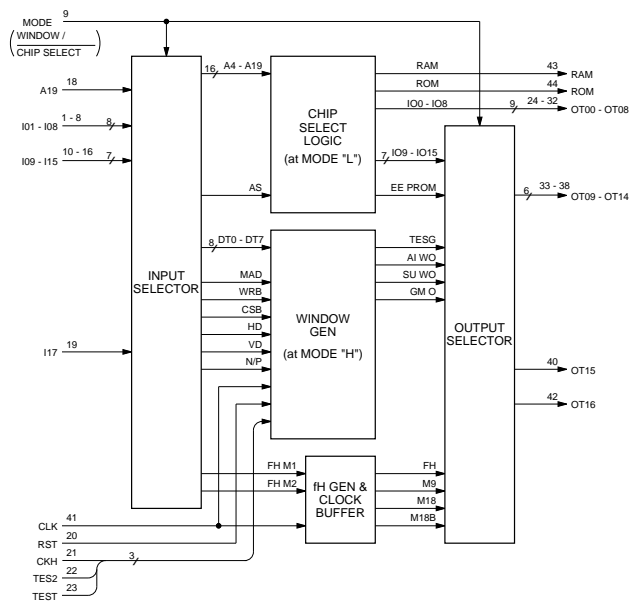 MODE 9
(WINDOW /
CHIP SELECT)
A19 18
I01 - I08 1 - 8 8
I09 - I15 10 - 16 7
I17 19
CLK 41
RST 20
CKH 21
TES2 22
TEST 23
3
INPUT
SELECTOR
16 A4 - A19
AS
8 DT0 - DT7
MAD
WRB
CSB
HD
VD
N/P
FH M1
FH M2
CHIP
SELECT
LOGIC
(at MODE "L")
WINDOW
GEN
(at MODE "H")
fH GEN &
CLOCK
BUFFER
RAM
ROM
IO0 - IO8
7 IO9 - IO15
EE PROM
TESG
AI WO
SU WO
GM O
FH
M9
M18
M18B
OUTPUT
SELECTOR
43 RAM
44 ROM
9 24 - 32 OT00 - OT08
6 33 - 38 OT09 - OT14
40 OT15
42 OT16